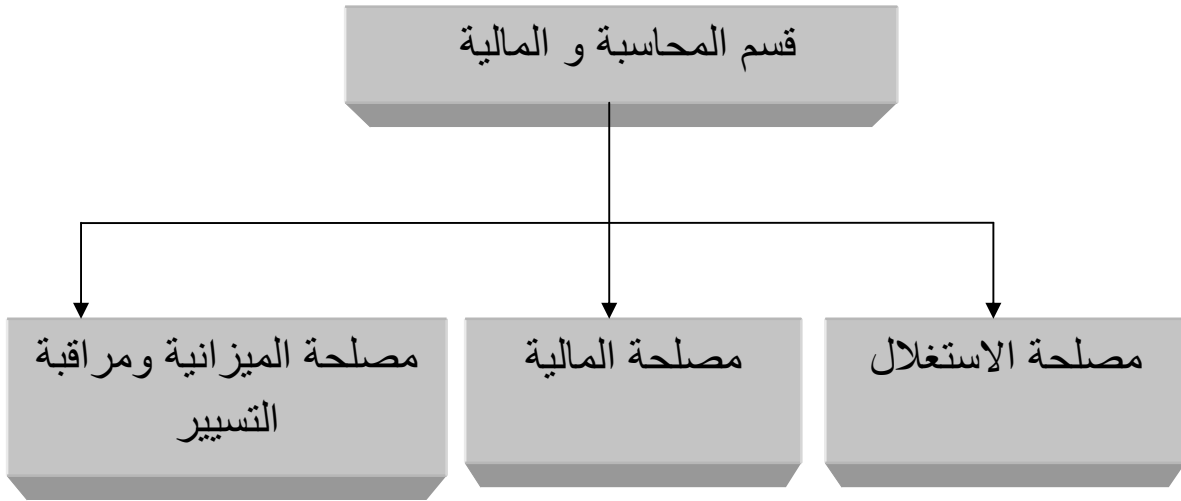 قسم المحاسبة و المالية
مصلحة الاستغلال
مصلحة المالية
مصلحة الميزانية ومراقبة
التسيير